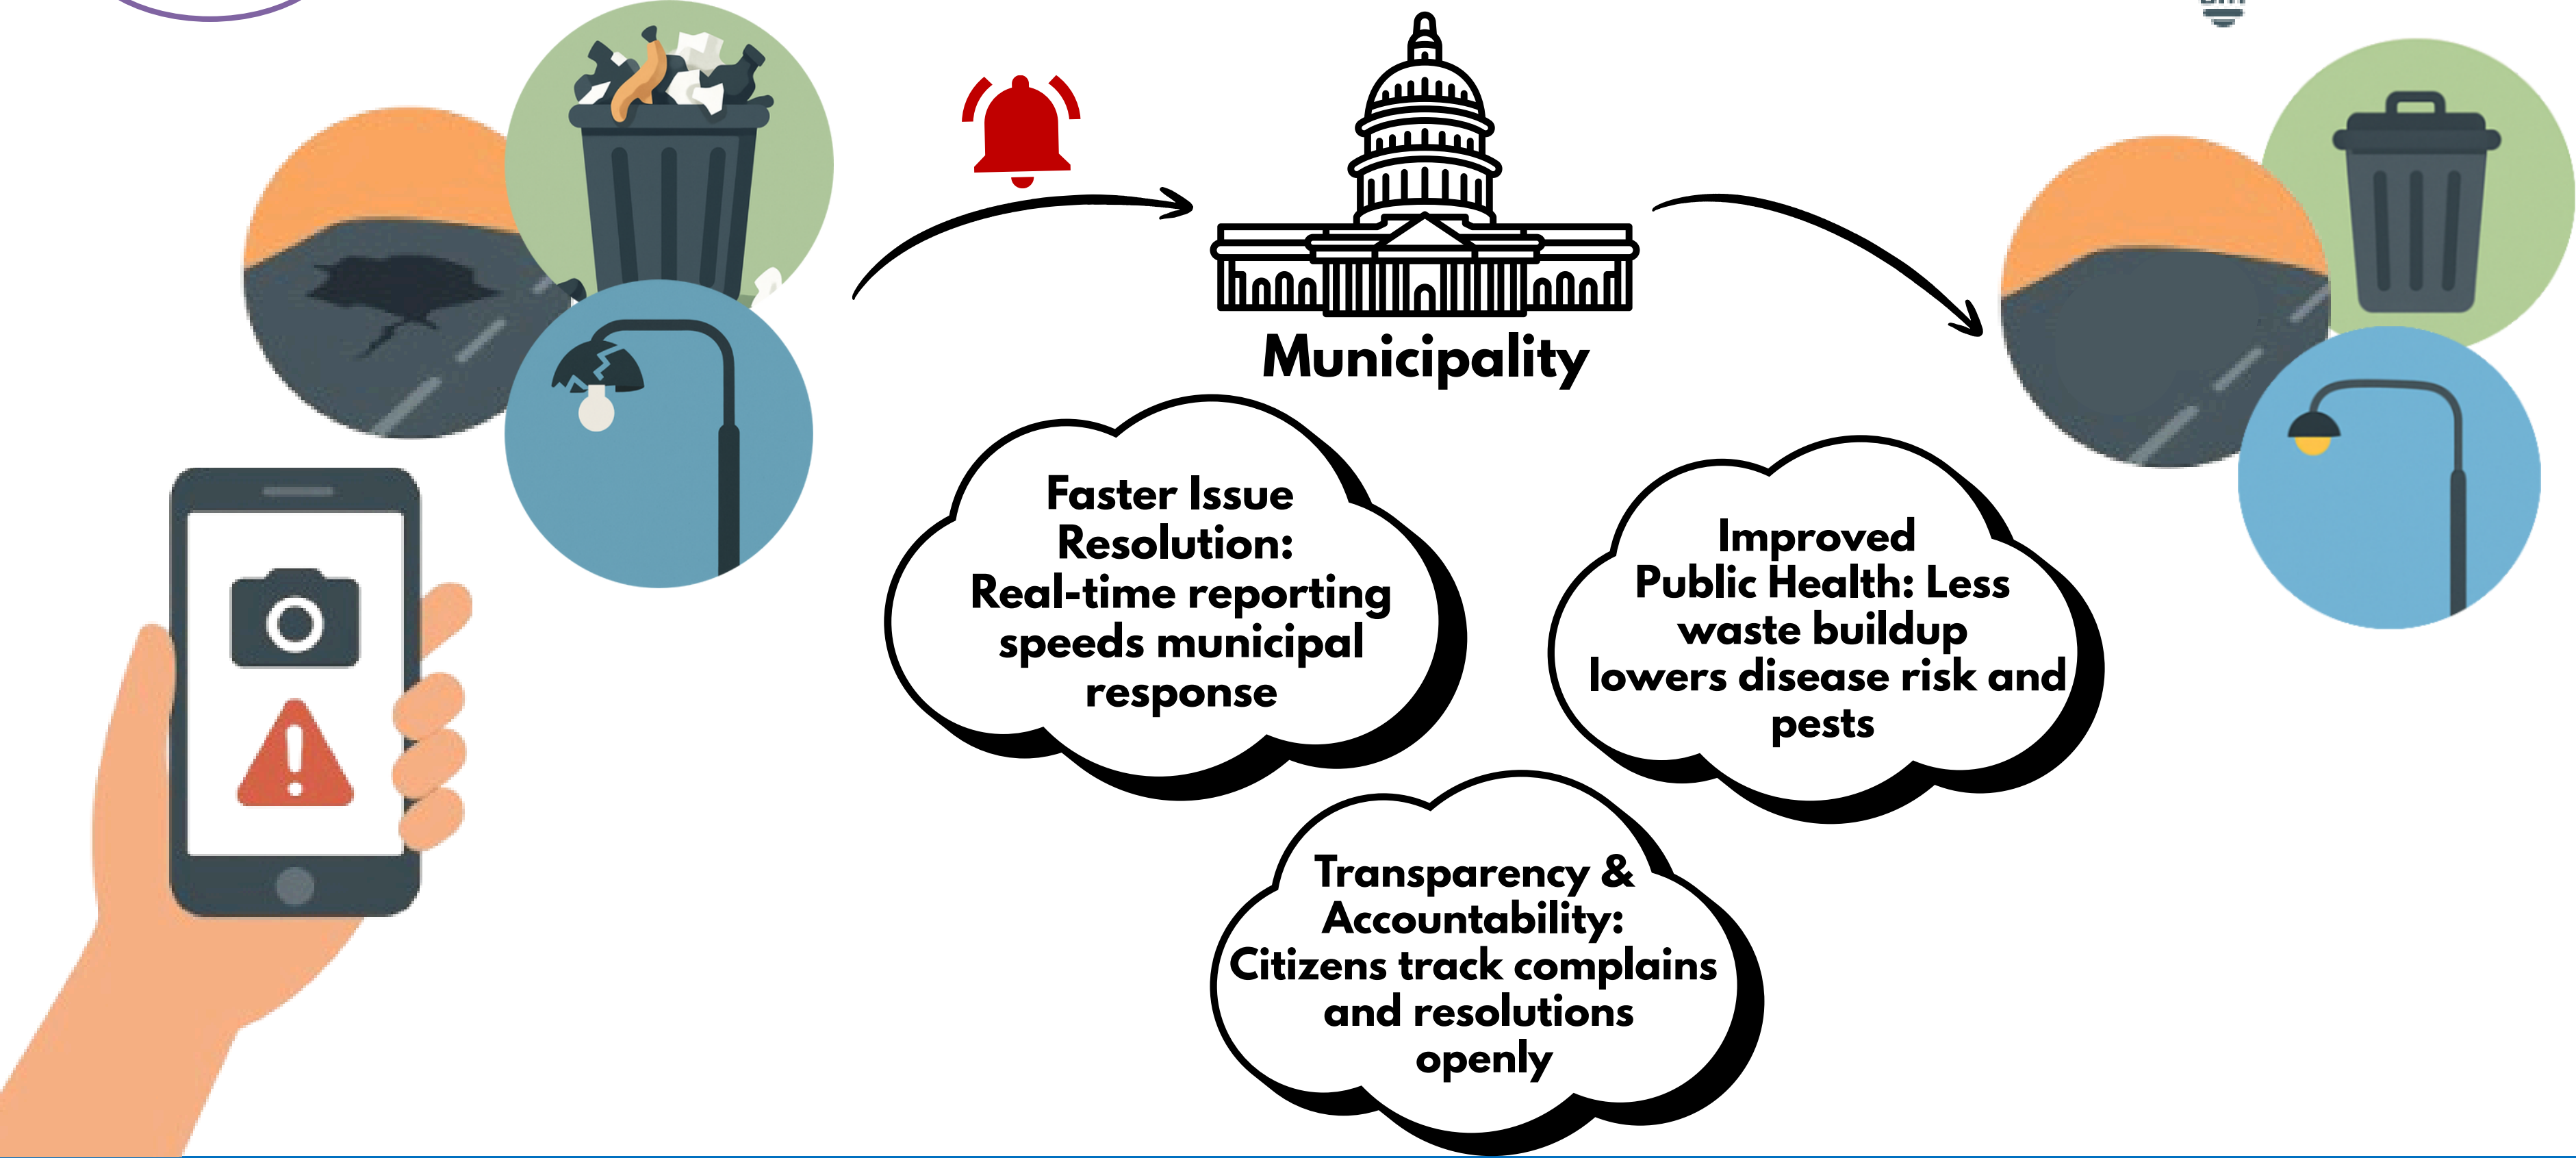 Municipality
Faster Issue
Resolution:
Real-time reporting
speeds municipal
response
Improved
Public Health: Less
waste buildup
lowers disease risk and
pests
Transparency &
Accountability:
Citizens track complains
and resolutions
openly